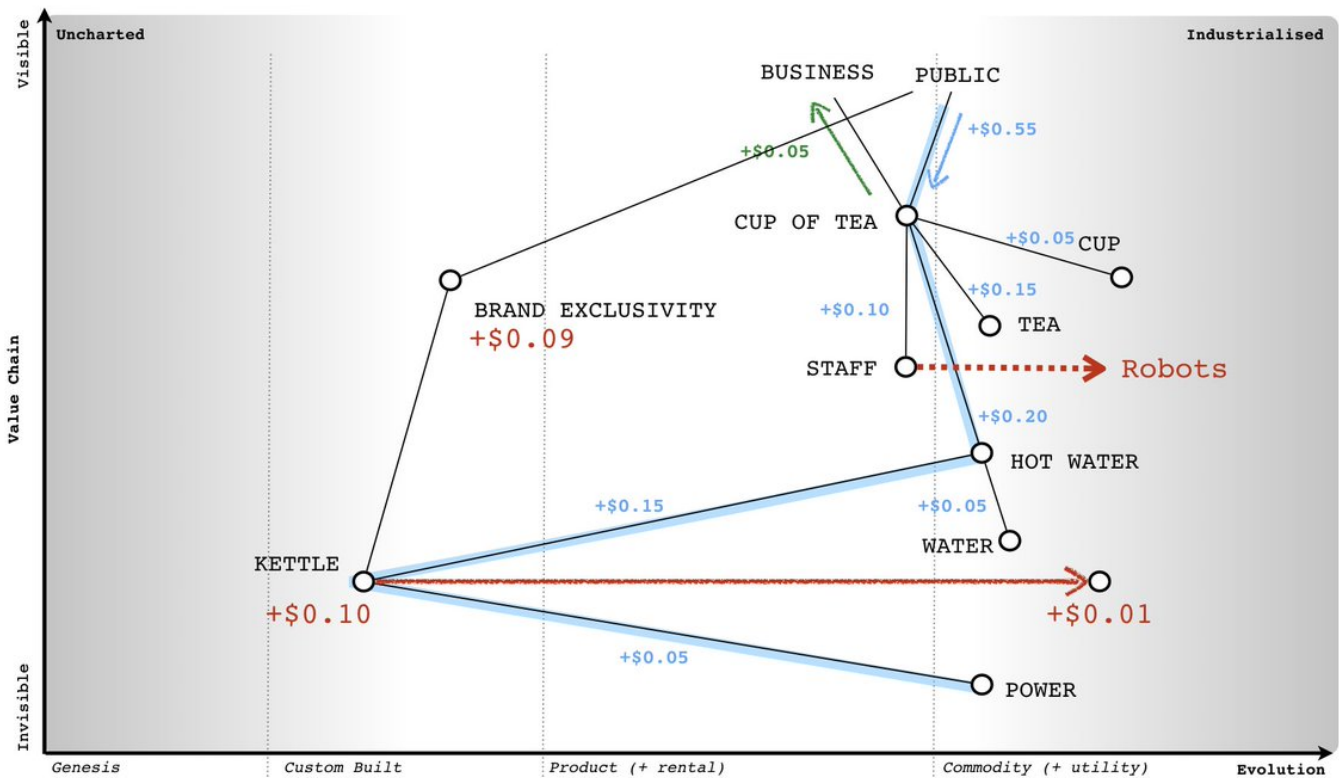 Uncharted
Industrialised
Visible
BUSINESS
PUBLIC
+$0.55
+$0.05
CUP OF TEA
+$0.05
CUP
BRAND EXCLUSIVITY
+$0.09
+$0.15
+$0.10
TEA
STAFF
Robots
Value Chain
+$0.20
HOT WATER
+$0.15
+$0.05
WATER
KETTLE
+$0.10
+$0.01
+$0.05
POWER
Invisible
Genesis
Custom Built
Product (+ rental)
Commodity (+ utility)
Evolution